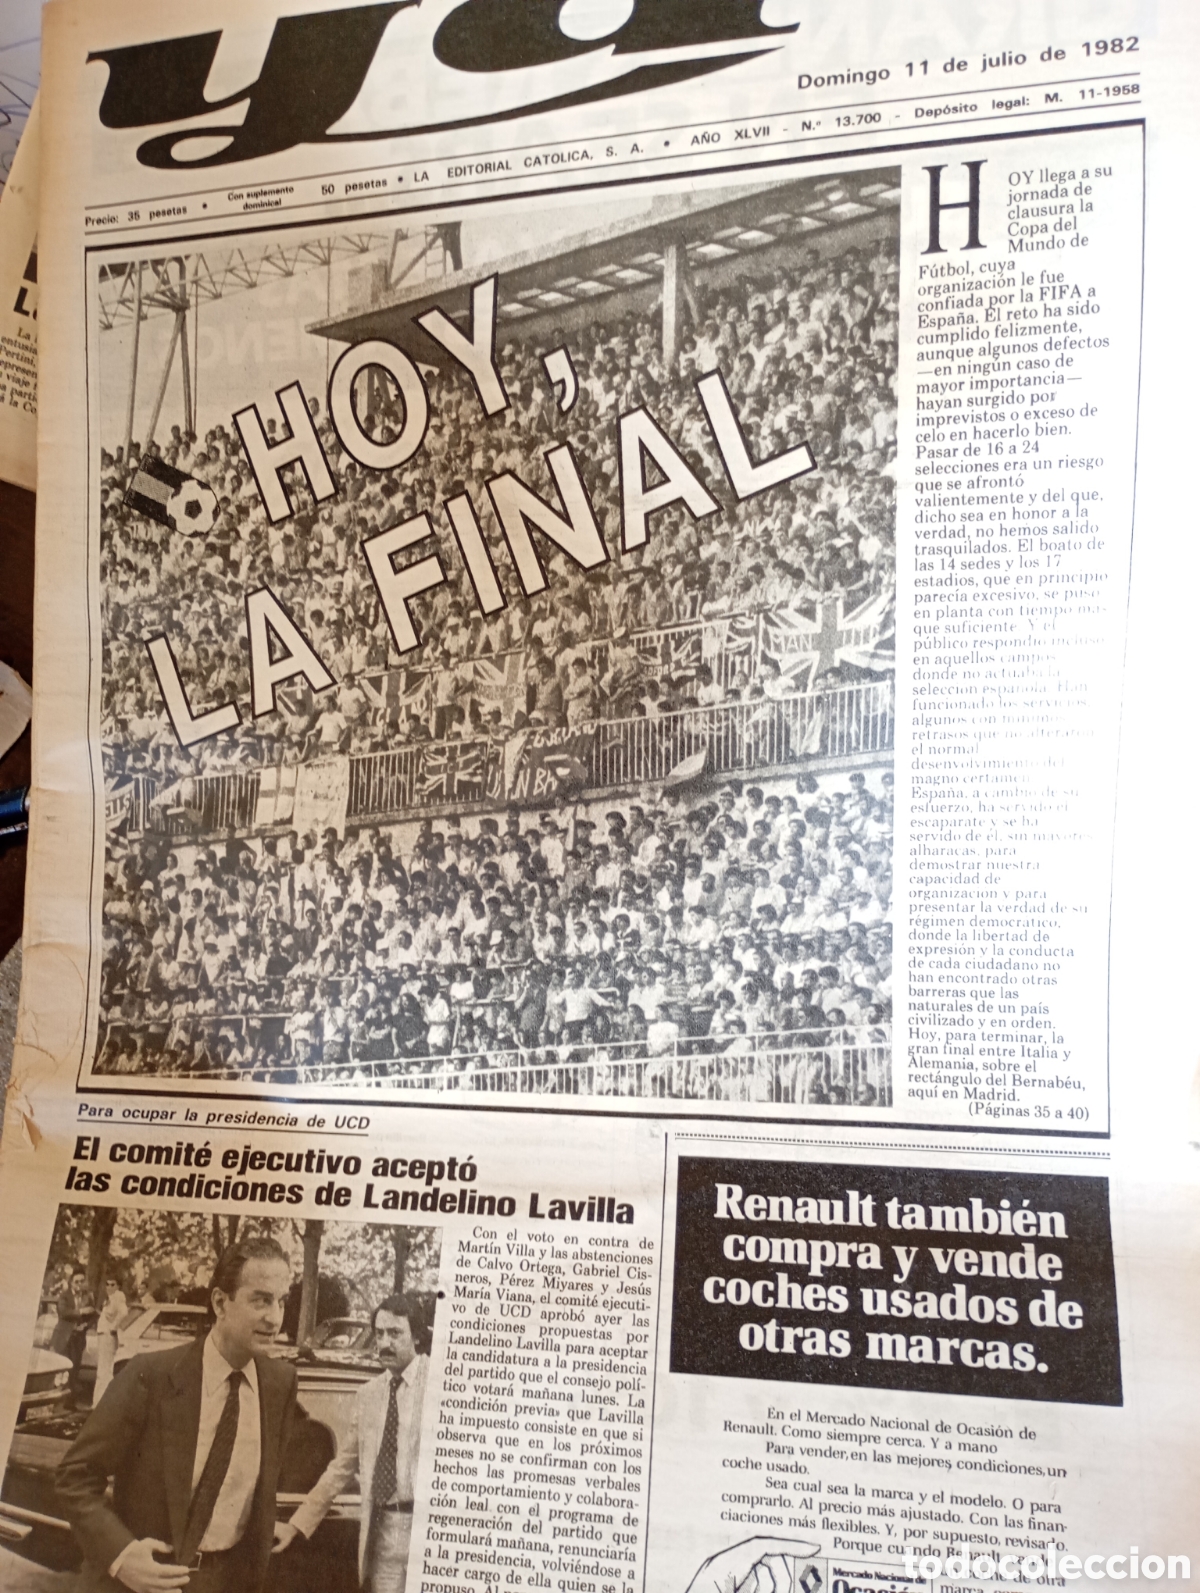 ya
Domingo 11 de julio de 1982
Precio: 35 pesetas • Con suplemento dominical 50 pesetas • LA EDITORIAL CATOLICA, S. A. • AÑO XLVII - N.º 13.700 - Depósito legal: M. 11-1958
HOY,
LA FINAL
HOY llega a su
jornada de
clausura la
Copa del
Mundo de
Fútbol, cuya
organización le fue
confiada por la FIFA a
España. El reto ha sido
cumplido felizmente,
aunque algunos defectos
—en ningún caso de
mayor importancia—
hayan surgido por
imprevistos o exceso de
celo en hacerlo bien.
Pasar de 16 a 24
selecciones era un riesgo
que se afrontó
valientemente y del que,
dicho sea en honor a la
verdad, no hemos salido
trasquilados. El boato de
las 14 sedes y los 17
estadios, que en principio
parecía excesivo, se puso
en planta con tiempo más
que suficiente. Y el
público respondió incluso
en aquellos campos
donde no actuaba la
selección española. Han
funcionado los servicios,
algunos con mínimos
retrasos que no alteraron
el normal
desenvolvimiento del
magno certamen.
España, a cambio de su
esfuerzo, ha servido el
escaparate y se ha
servido de él, sin mayores
alharacas, para
demostrar nuestra
capacidad de
organización y para
presentar la verdad de su
régimen democrático,
donde la libertad de
expresión y la conducta
de cada ciudadano no
han encontrado otras
barreras que las
naturales de un país
civilizado y en orden.
Hoy, para terminar, la
gran final entre Italia y
Alemania, sobre el
rectángulo del Bernabéu,
aquí en Madrid.
(Páginas 35 a 40)
Para ocupar la presidencia de UCD
El comité ejecutivo aceptó
las condiciones de Landelino Lavilla
Con el voto en contra de
Martín Villa y las abstenciones
de Calvo Ortega, Gabriel Cis-
neros, Pérez Miyares y Jesús
María Viana, el comité ejecuti-
vo de UCD aprobó ayer las
condiciones propuestas por
Landelino Lavilla para aceptar
la candidatura a la presidencia
del partido que el consejo polí-
tico votará mañana lunes. La
«condición previa» que Lavilla
ha impuesto consiste en que si
observa que en los próximos
meses no se confirman con los
hechos las promesas verbales
de comportamiento y colabora-
ción leal con el programa de
regeneración del partido que
formulará mañana, renunciaría
a la presidencia, volviéndose a
hacer cargo de ella quien se la
Renault también
compra y vende
coches usados de
otras marcas.
En el Mercado Nacional de Ocasión de
Renault. Como siempre cerca. Y a mano
Para vender, en las mejores condiciones, un
coche usado.
Sea cual sea la marca y el modelo. O para
comprarlo. Al precio más ajustado. Con las finan-
ciaciones más flexibles. Y, por supuesto, revisado.
Porque cuando Renault
Mercado Nacional de
Ocasión
todocoleccion